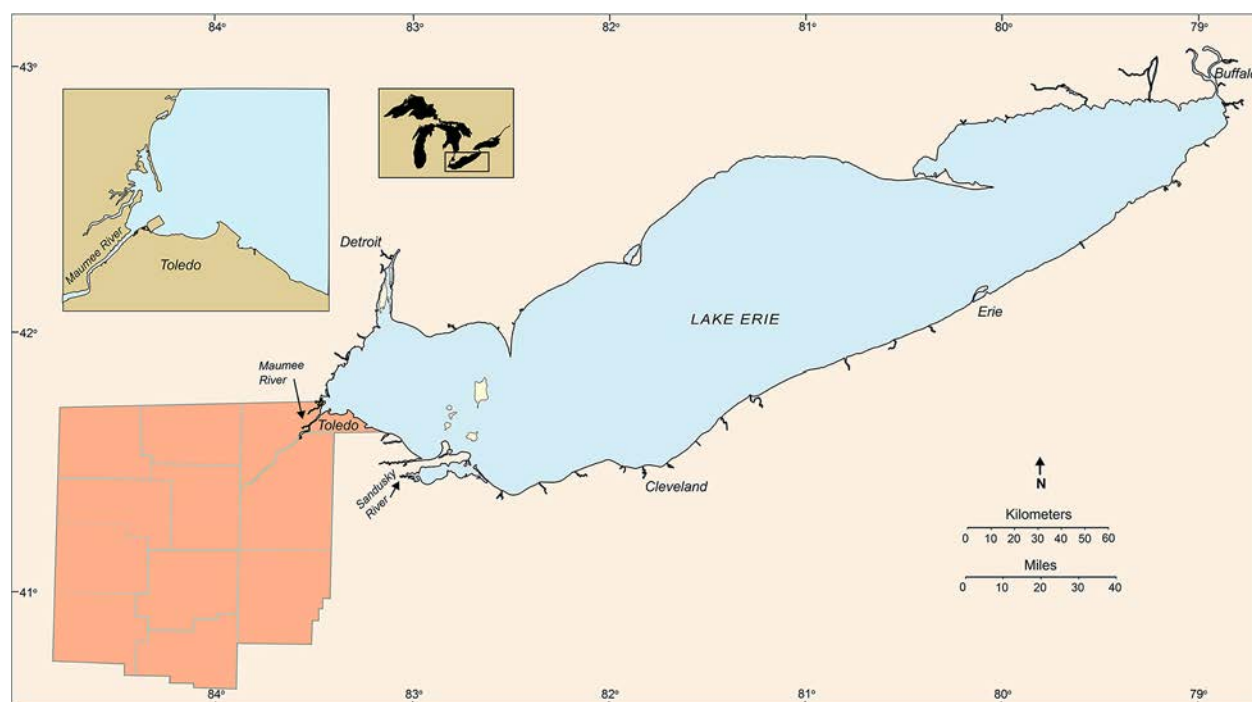 84°
83°
82°
81°
80°
79°
43°
42°
41°
Buffalo
Maumee River
Toledo
Detroit
LAKE ERIE
Erie
Maumee
River
Toledo
Sandusky
River
Cleveland
N
Kilometers
0 10 20 30 40 50 60
Miles
0 10 20 30 40
84°
83°
82°
81°
80°
79°